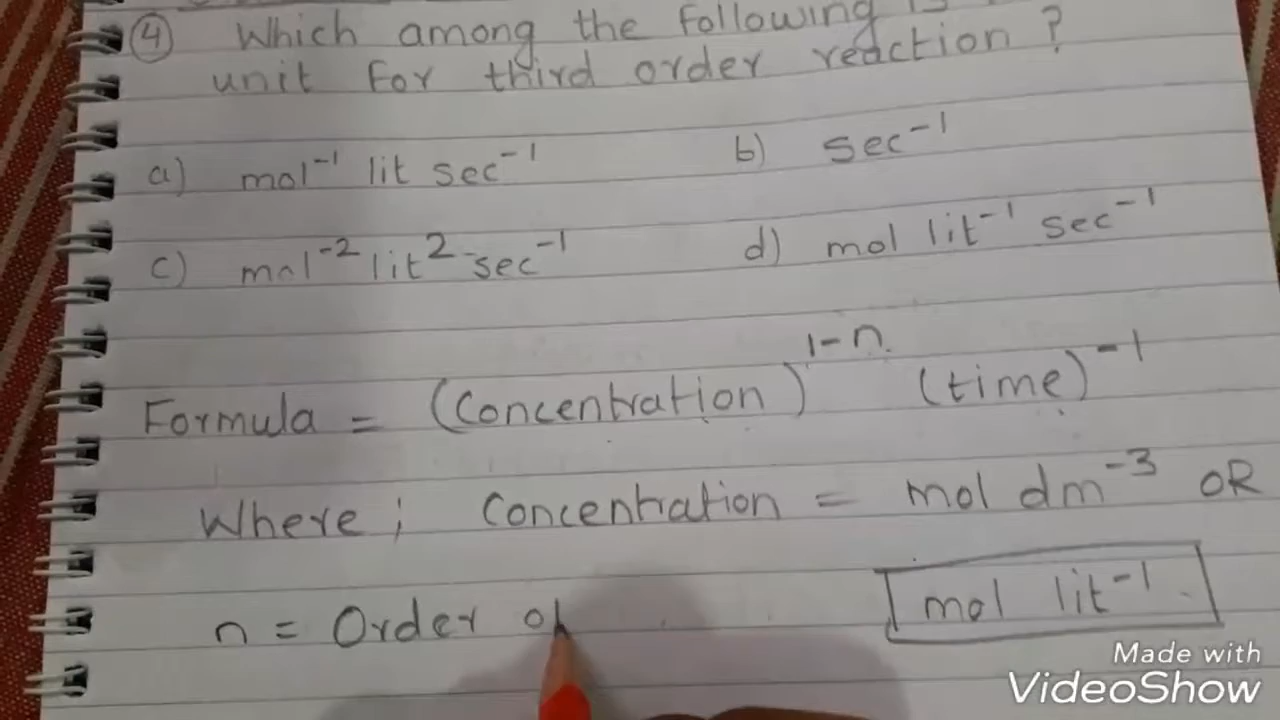 ④ Which among the following is
unit for third order reaction ?
a) mol⁻¹ lit sec⁻¹ b) sec⁻¹
c) mol⁻² lit² sec⁻¹ d) mol lit⁻¹ sec⁻¹
Formula = (Concentration)¹⁻ⁿ (time)⁻¹
Where; Concentration = mol dm⁻³ OR
n = Order of mol lit⁻¹.
Made with
VideoShow